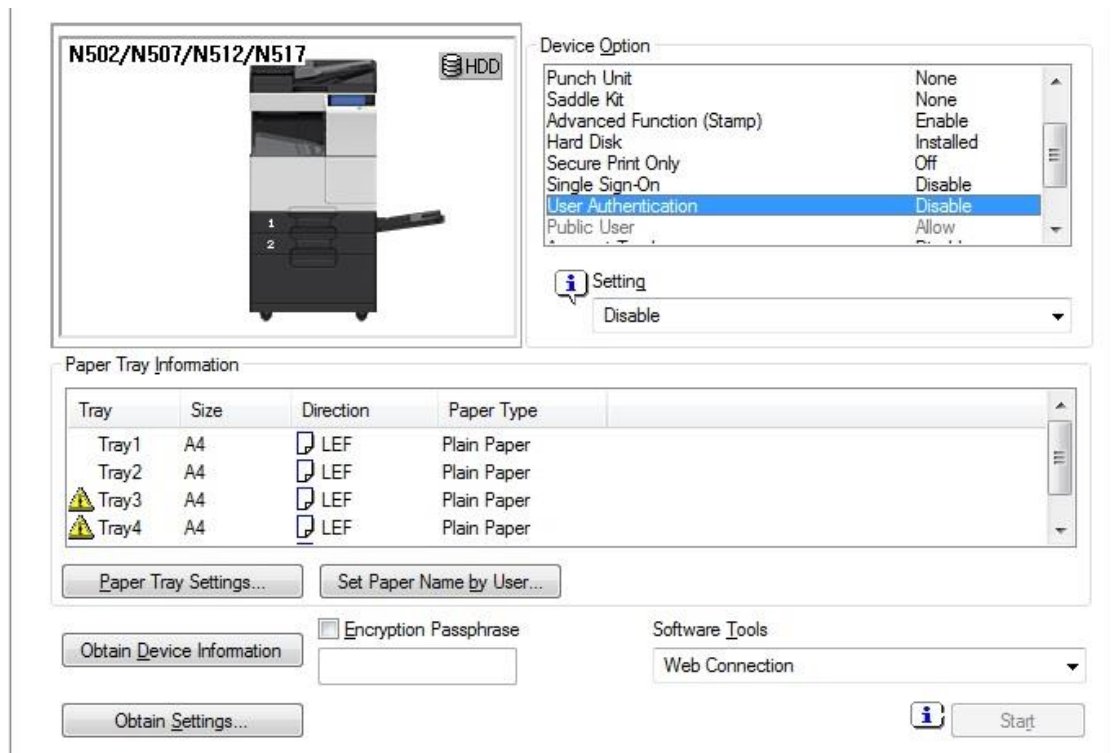 N502/N507/N512/N517
HDD
1
2
Device Option
Punch Unit None
Saddle Kit None
Advanced Function (Stamp) Enable
Hard Disk Installed
Secure Print Only Off
Single Sign-On Disable
User Authentication Disable
Public User Allow
Setting
Disable
Paper Tray Information
Tray Size Direction Paper Type
Tray1 A4 LEF Plain Paper
Tray2 A4 LEF Plain Paper
Tray3 A4 LEF Plain Paper
Tray4 A4 LEF Plain Paper
Paper Tray Settings... Set Paper Name by User...
Obtain Device Information
Encryption Passphrase
Software Tools
Web Connection
Obtain Settings...
Start